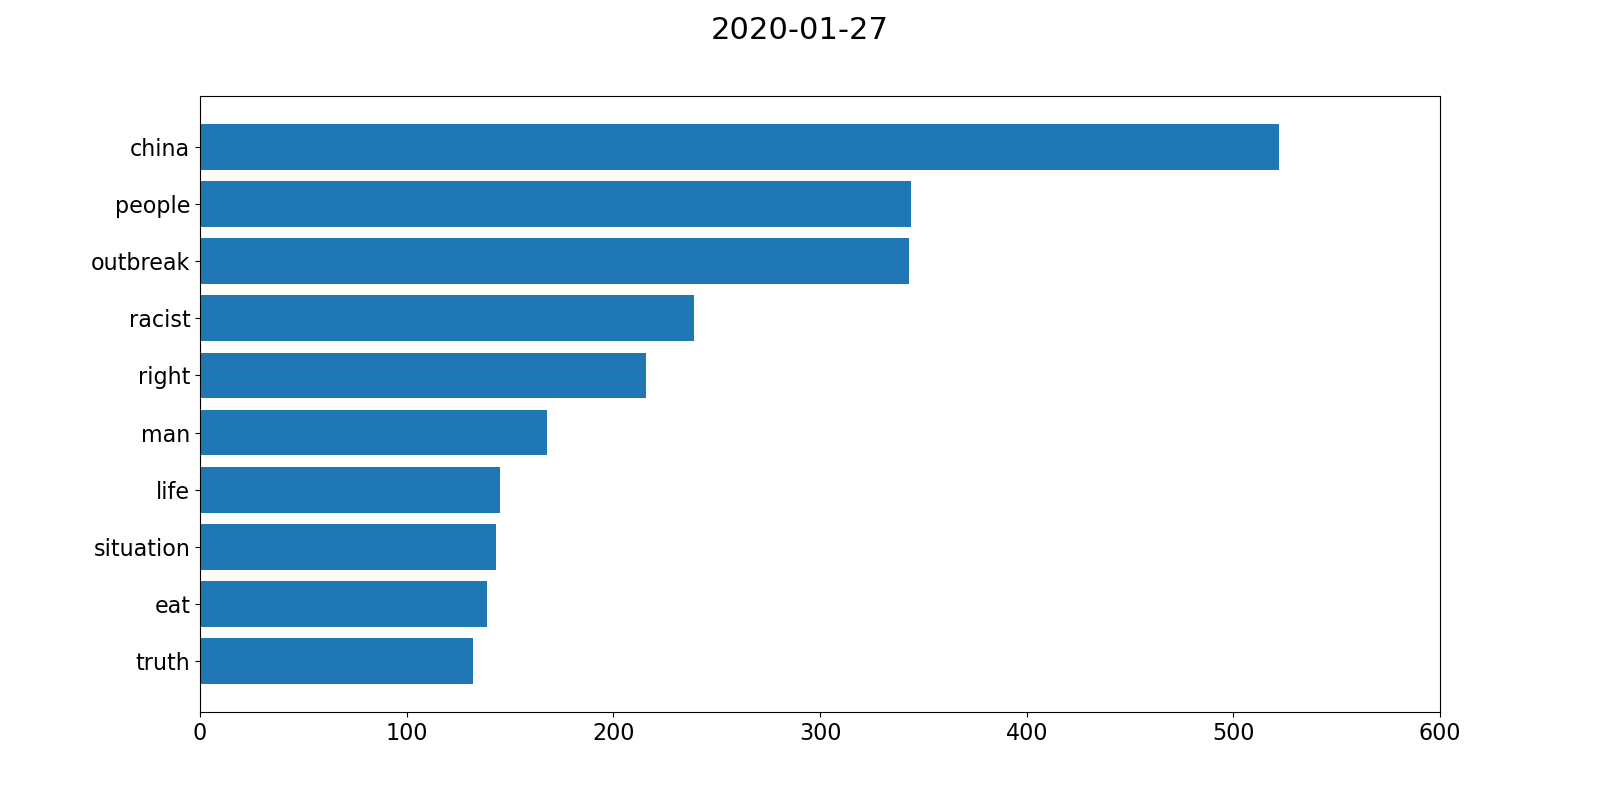 2020-01-27
china
people
outbreak
racist
right
man
life
situation
eat
truth
0 100 200 300 400 500 600